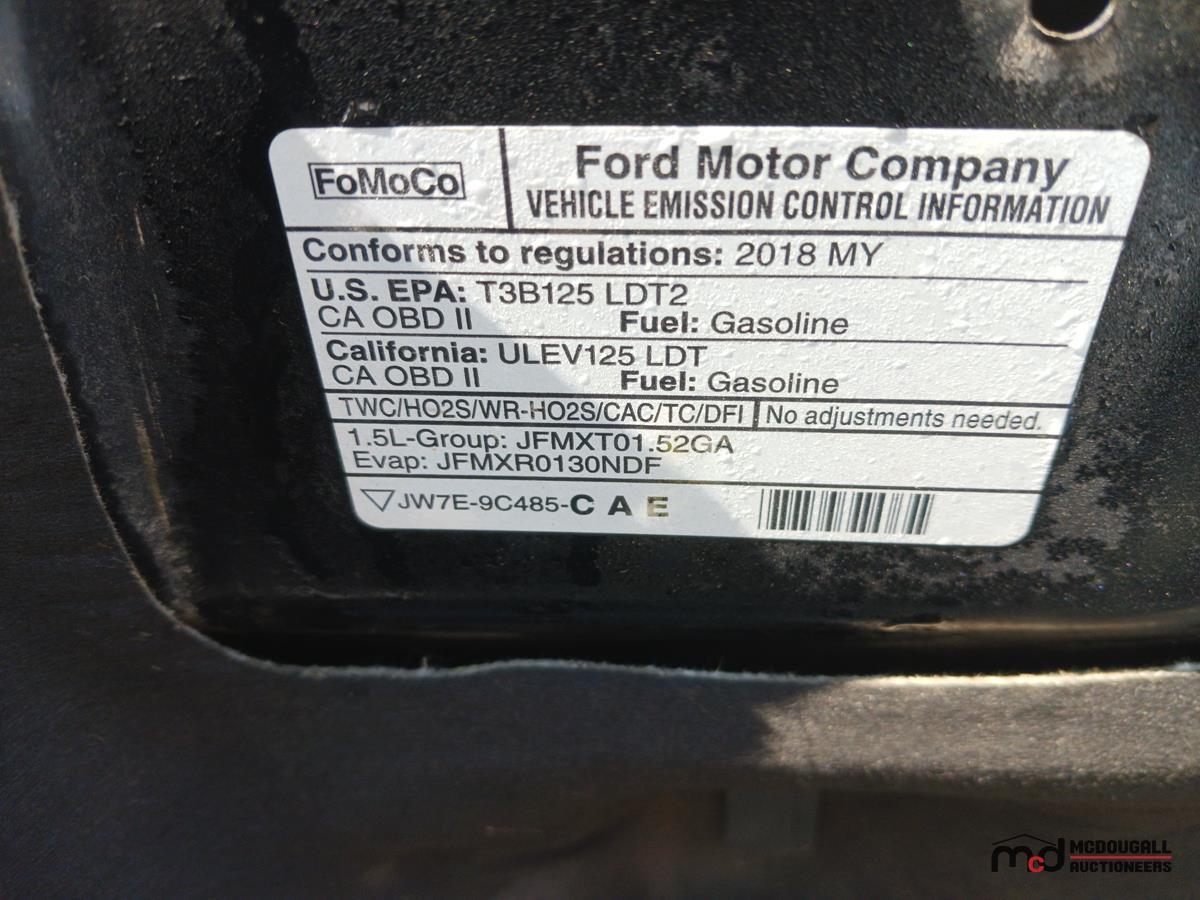 FoMoCo
Ford Motor Company
VEHICLE EMISSION CONTROL INFORMATION
Conforms to regulations: 2018 MY
U.S. EPA: T3B125 LDT2
CA OBD II Fuel: Gasoline
California: ULEV125 LDT
CA OBD II Fuel: Gasoline
TWC/HO2S/WR-HO2S/CAC/TC/DFI No adjustments needed.
1.5L-Group: JFMXT01.52GA
Evap: JFMXR0130NDF
JW7E-9C485-C A E
mcd MCDOUGALL
AUCTIONEERS